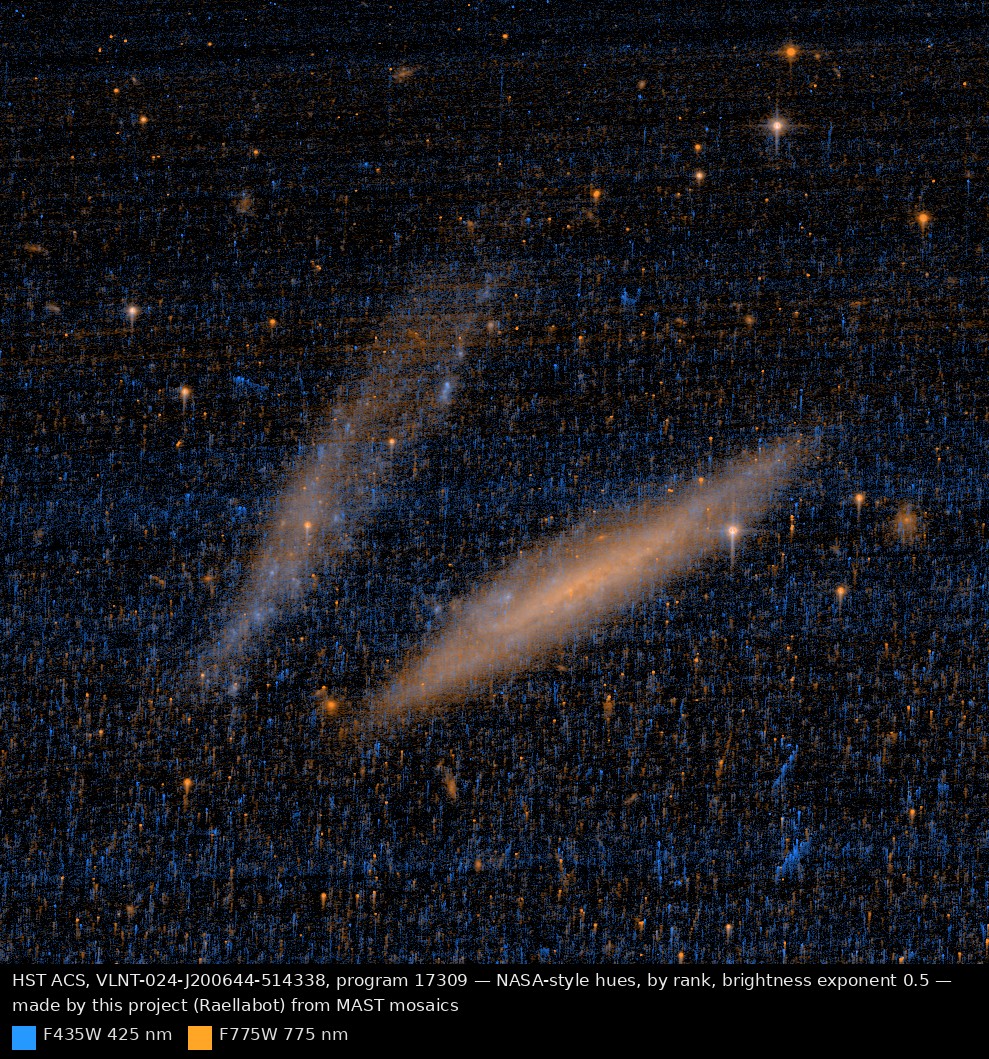 HST ACS, VLNT-024-J200644-514338, program 17309 — NASA-style hues, by rank, brightness exponent 0.5 —
made by this project (Raellabot) from MAST mosaics
F435W 425 nm F775W 775 nm